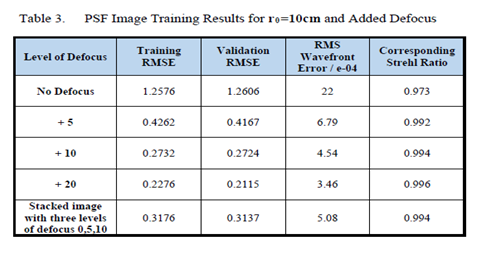 Table 3. PSF Image Training Results for r₀=10cm and Added Defocus
Level of Defocus Training RMSE Validation RMSE RMS Wavefront Error / e-04 Corresponding Strehl Ratio
No Defocus 1.2576 1.2606 22 0.973
+ 5 0.4262 0.4167 6.79 0.992
+ 10 0.2732 0.2724 4.54 0.994
+ 20 0.2276 0.2115 3.46 0.996
Stacked image with three levels of defocus 0,5,10 0.3176 0.3137 5.08 0.994